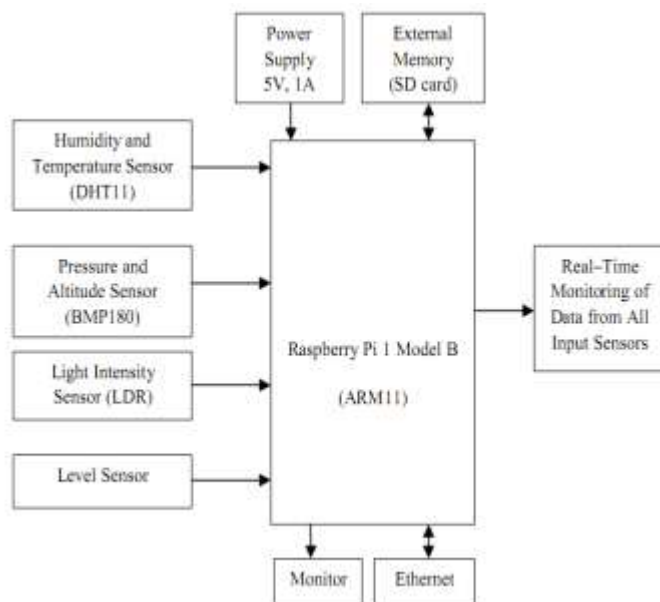 Power
Supply
5V, 1A
External
Memory
(SD card)
Humidity and
Temperature Sensor
(DHT11)
Pressure and
Altitude Sensor
(BMP180)
Light Intensity
Sensor (LDR)
Level Sensor
Raspberry Pi 1 Model B
(ARM11)
Real–Time
Monitoring of
Data from All
Input Sensors
Monitor
Ethernet